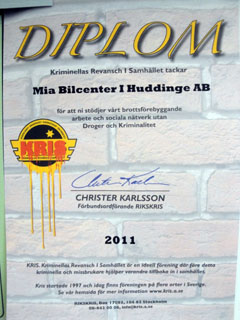 DIPLOM
Kriminellas Revansch I Samhället tackar
Mia Bilcenter I Huddinge AB
för att ni stödjer vårt brottsförebyggande
arbete och sociala nätverk utan
Droger och Kriminalitet
KRIS
CHRISTER KARLSSON
Förbundsordförande RIKSKRIS
2011
KRIS. Kriminellas Revansch I Samhället är en ideell förening där före detta
kriminella och missbrukare hjälper varandra tillbaka in i samhället.
Kris startade 1997 och idag finns föreningen på flera orter i Sverige.
Se vår hemsida för mer information www.kris.a.se
RIKSKRIS, Box
Stockholm